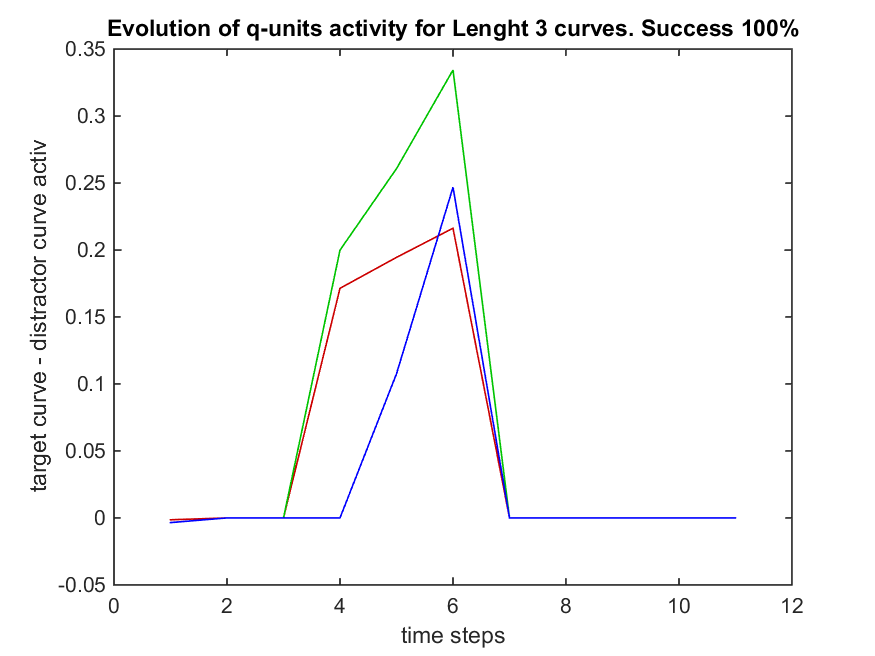 Evolution of q-units activity for Lenght 3 curves. Success 100%
0.35
0.3
0.25
0.2
0.15
0.1
0.05
0
-0.05
target curve - distractor curve activ
0 2 4 6 8 10 12
time steps